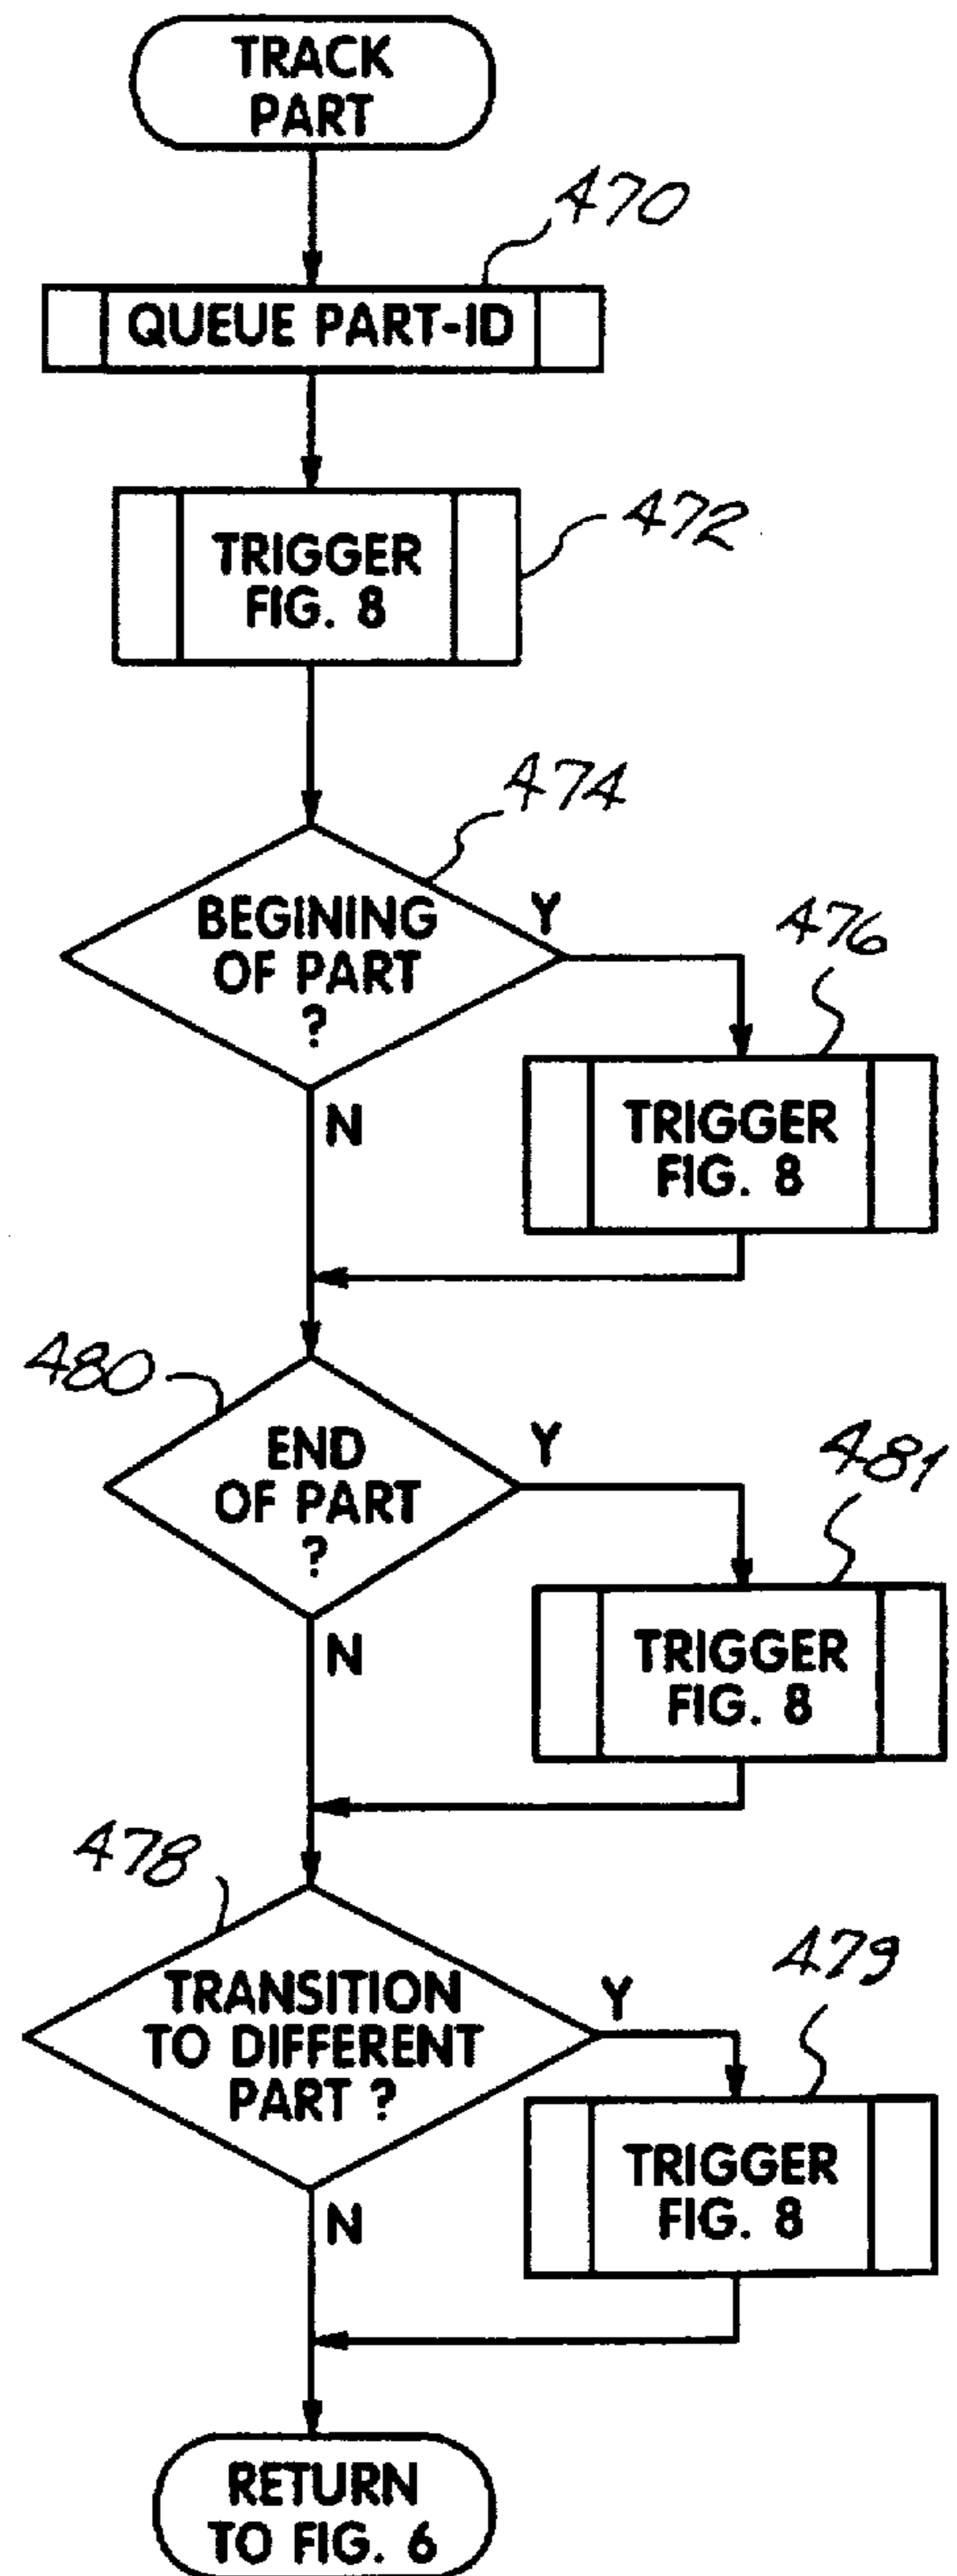 TRACK
PART
470
QUEUE PART-ID
472
TRIGGER
FIG. 8
474
BEGINING
OF PART
?
Y
N
476
TRIGGER
FIG. 8
480
END
OF PART
?
Y
N
481
TRIGGER
FIG. 8
478
TRANSITION
TO DIFFERENT
PART ?
Y
N
479
TRIGGER
FIG. 8
RETURN
TO FIG. 6